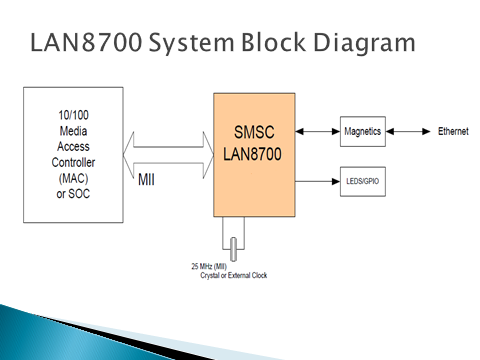 LAN8700 System Block Diagram
10/100
Media
Access
Controller
(MAC)
or SOC
MII
SMSC
LAN8700
Magnetics
Ethernet
LEDS/GPIO
25 MHz (MII)
Crystal or External Clock